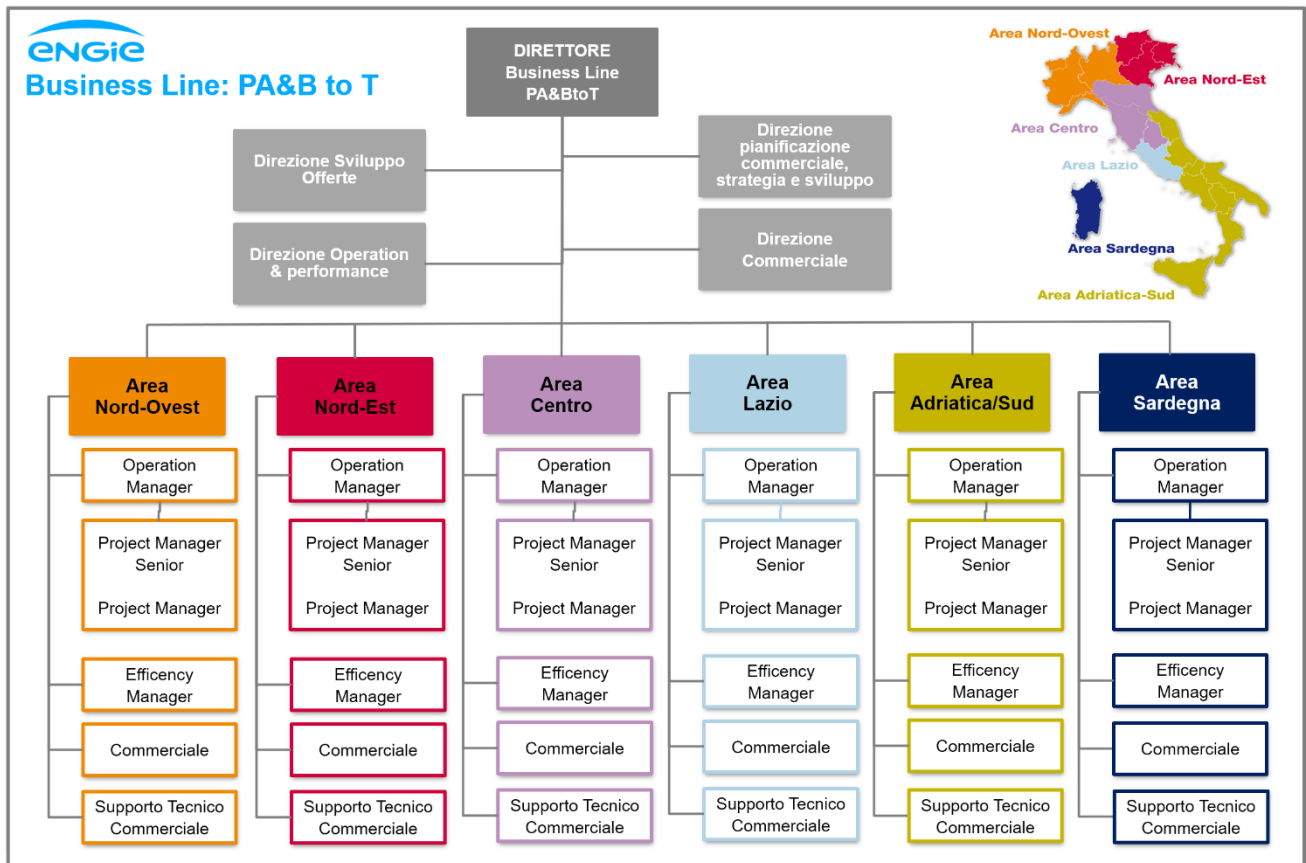 ENGIE
Business Line: PA&B to T
DIRETTORE
Business Line
PA&BtoT
Area Nord-Ovest
Area Nord-Est
Area Centro
Area Lazio
Area Sardegna
Area Adriatica-Sud
Direzione Sviluppo
Offerte
Direzione
pianificazione
commerciale,
strategia e sviluppo
Direzione Operation
& performance
Direzione
Commerciale
Area
Nord-Ovest
Operation
Manager
Project Manager
Senior
Project Manager
Efficency
Manager
Commerciale
Supporto Tecnico
Commerciale
Area
Nord-Est
Operation
Manager
Project Manager
Senior
Project Manager
Efficency
Manager
Commerciale
Supporto Tecnico
Commerciale
Area
Centro
Operation
Manager
Project Manager
Senior
Project Manager
Efficency
Manager
Commerciale
Supporto Tecnico
Commerciale
Area
Lazio
Operation
Manager
Project Manager
Senior
Project Manager
Efficency
Manager
Commerciale
Supporto Tecnico
Commerciale
Area
Adriatica/Sud
Operation
Manager
Project Manager
Senior
Project Manager
Efficency
Manager
Commerciale
Supporto Tecnico
Commerciale
Area
Sardegna
Operation
Manager
Project Manager
Senior
Project Manager
Efficency
Manager
Commerciale
Supporto Tecnico
Commerciale